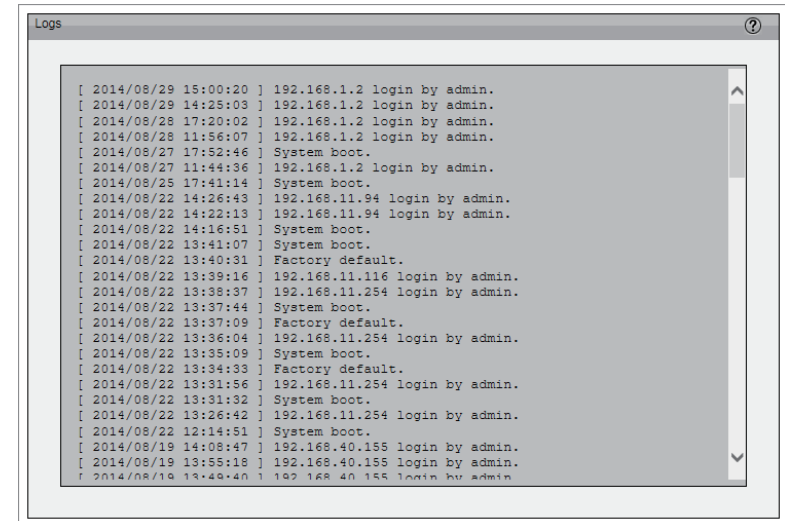 Logs
?
[ 2014/08/29 15:00:20 ] 192.168.1.2 login by admin.
[ 2014/08/29 14:25:03 ] 192.168.1.2 login by admin.
[ 2014/08/28 17:20:02 ] 192.168.1.2 login by admin.
[ 2014/08/28 11:56:07 ] 192.168.1.2 login by admin.
[ 2014/08/27 17:52:46 ] System boot.
[ 2014/08/27 11:44:36 ] 192.168.1.2 login by admin.
[ 2014/08/25 17:41:14 ] System boot.
[ 2014/08/22 14:26:43 ] 192.168.11.94 login by admin.
[ 2014/08/22 14:22:13 ] 192.168.11.94 login by admin.
[ 2014/08/22 14:16:51 ] System boot.
[ 2014/08/22 13:41:07 ] System boot.
[ 2014/08/22 13:40:31 ] Factory default.
[ 2014/08/22 13:39:16 ] 192.168.11.116 login by admin.
[ 2014/08/22 13:38:37 ] 192.168.11.254 login by admin.
[ 2014/08/22 13:37:44 ] System boot.
[ 2014/08/22 13:37:09 ] Factory default.
[ 2014/08/22 13:36:04 ] 192.168.11.254 login by admin.
[ 2014/08/22 13:35:09 ] System boot.
[ 2014/08/22 13:34:33 ] Factory default.
[ 2014/08/22 13:31:56 ] 192.168.11.254 login by admin.
[ 2014/08/22 13:31:32 ] System boot.
[ 2014/08/22 13:26:42 ] 192.168.11.254 login by admin.
[ 2014/08/22 12:14:51 ] System boot.
[ 2014/08/19 14:08:47 ] 192.168.40.155 login by admin.
[ 2014/08/19 13:55:18 ] 192.168.40.155 login by admin.
[ 2014/08/19 13:49:40 ] 192.168.40.155 login by admin.